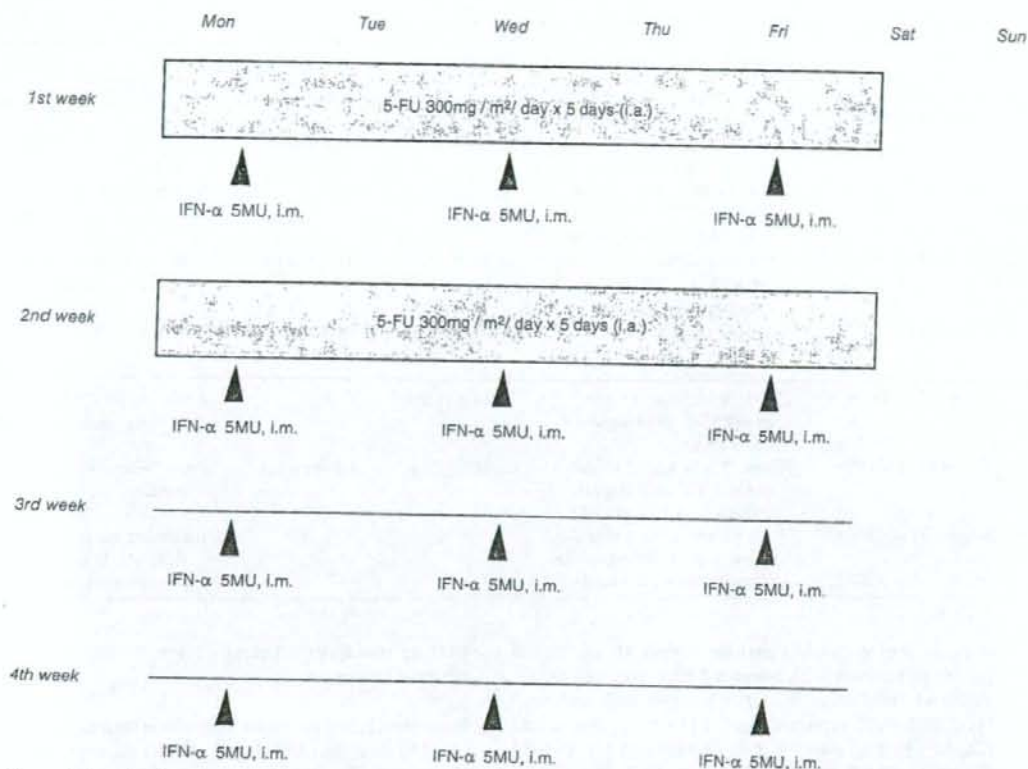 Mon Tue Wed Thu Fri Sat Sun
1st week
5-FU 300mg / m²/ day x 5 days (i.a.)
IFN-α 5MU, i.m. IFN-α 5MU, i.m. IFN-α 5MU, i.m.
2nd week
5-FU 300mg / m²/ day x 5 days (i.a.)
IFN-α 5MU, i.m. IFN-α 5MU, i.m. IFN-α 5MU, i.m.
3rd week
IFN-α 5MU, i.m. IFN-α 5MU, i.m. IFN-α 5MU, i.m.
4th week
IFN-α 5MU, i.m. IFN-α 5MU, i.m. IFN-α 5MU, i.m.